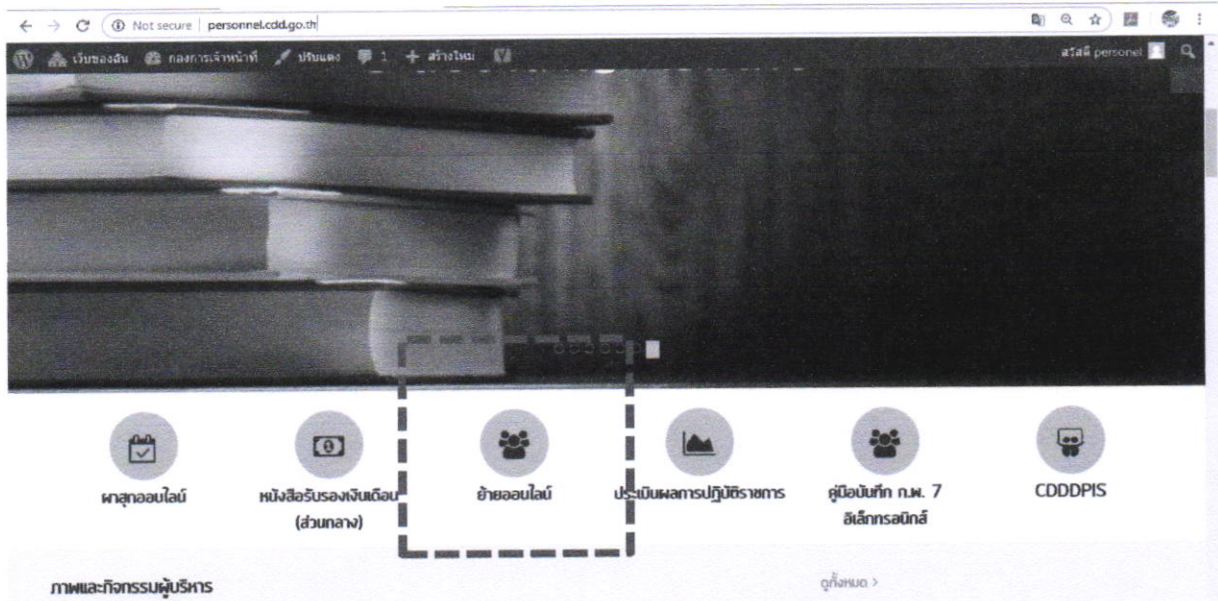 Not secure | personnel.cdd.go.th
เว็บของฉัน กองการเจ้าหน้าที่ ปรับแต่ง 1 + สร้างใหม่ สวัสดี personel
ผาสุกออนไลน์
หนังสือรับรองเงินเดือน
(ส่วนกลาง)
ย้ายออนไลน์
ประเมินผลการปฏิบัติราชการ
คู่มือบันทึก ก.พ. 7
อิเล็กทรอนิกส์
CDDDPIS
ภาพและกิจกรรมผู้บริหาร
ดูทั้งหมด >